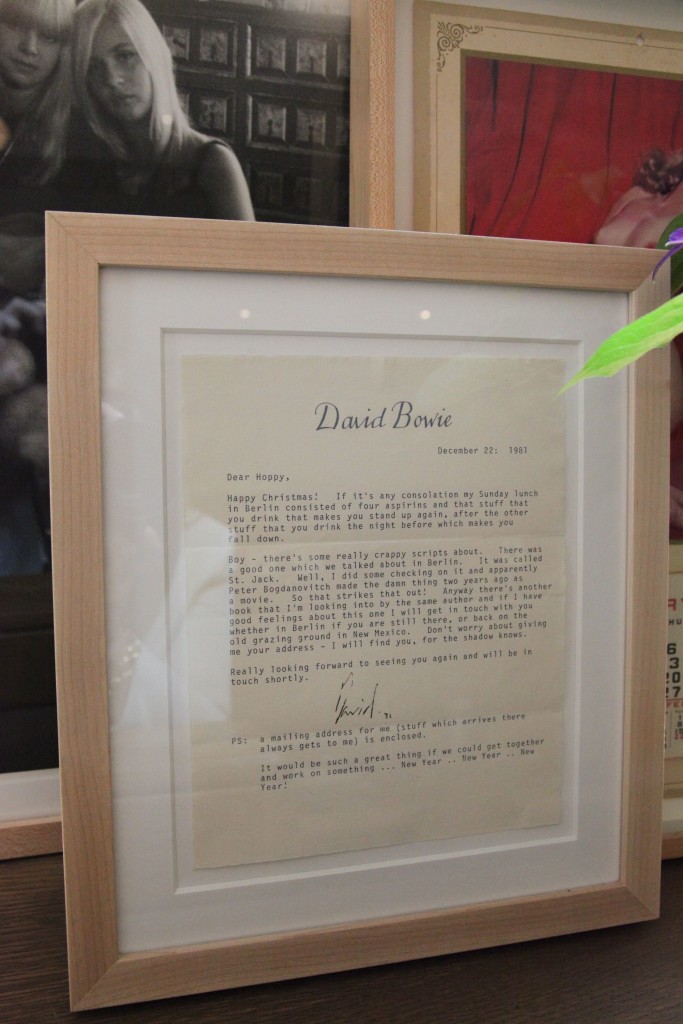 David Bowie
December 22: 1981
Dear Hoppy,
Happy Christmas! If it's any consolation my Sunday lunch
in Berlin consisted of four aspirins and that stuff that
you drink that makes you stand up again, after the other
stuff that you drink the night before which makes you
fall down.
Boy - there's some really crappy scripts about. There was
a good one which we talked about in Berlin. It was called
St. Jack. Well, I did some checking on it and apparently
Peter Bogdanovitch made the damn thing two years ago as
a movie. So that strikes that out! Anyway there's another
book that I'm looking into by the same author and if I have
good feelings about this one I will get in touch with you
whether in Berlin if you are still there, or back on the
old grazing ground in New Mexico. Don't worry about giving
me your address - I will find you, for the shadow knows.
Really looking forward to seeing you again and will be in
touch shortly.
David
PS: a mailing address for me (stuff which arrives there
always gets to me) is enclosed.
It would be such a great thing if we could get together
and work on something ... New Year .. New Year .. New
Year!